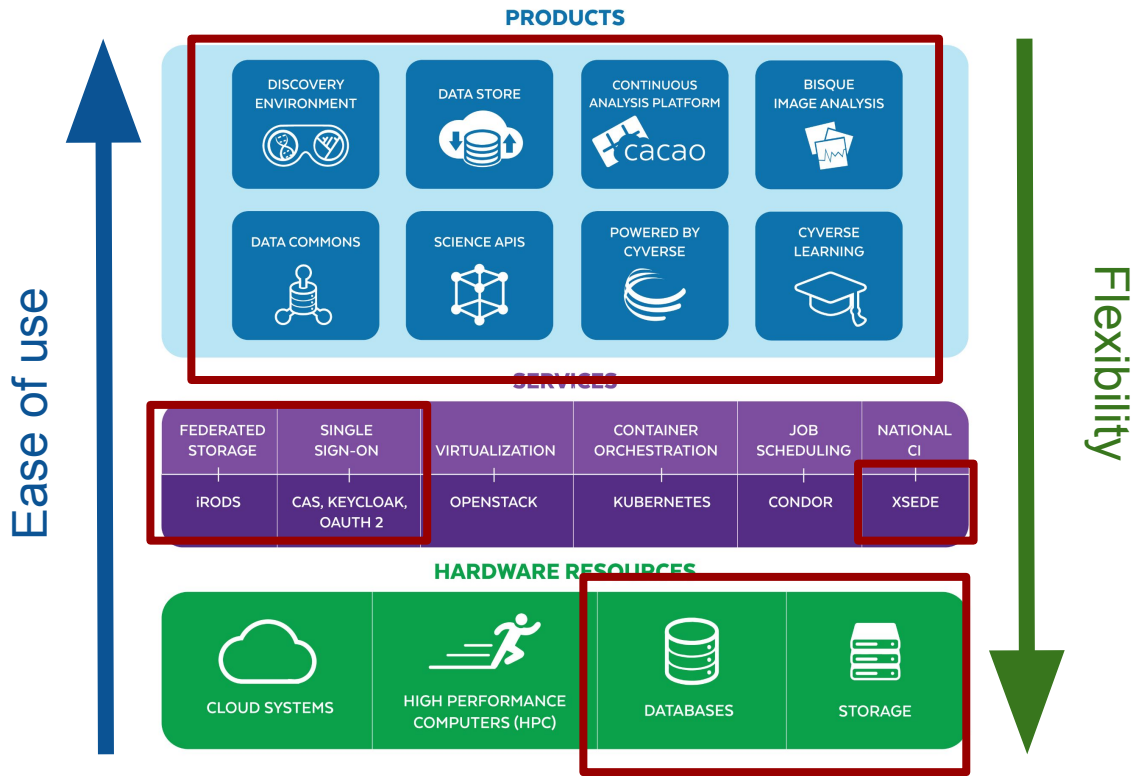 PRODUCTS
DISCOVERY
ENVIRONMENT
DATA STORE
CONTINUOUS
ANALYSIS PLATFORM
cacao
BISQUE
IMAGE ANALYSIS
DATA COMMONS
SCIENCE APIS
POWERED BY
CYVERSE
CYVERSE
LEARNING
Ease of use
Flexibility
SERVICES
FEDERATED
STORAGE
SINGLE
SIGN-ON
VIRTUALIZATION
CONTAINER
ORCHESTRATION
JOB
SCHEDULING
NATIONAL
CI
iRODS
CAS, KEYCLOAK,
OAUTH 2
OPENSTACK
KUBERNETES
CONDOR
XSEDE
HARDWARE RESOURCES
CLOUD SYSTEMS
HIGH PERFORMANCE
COMPUTERS (HPC)
DATABASES
STORAGE